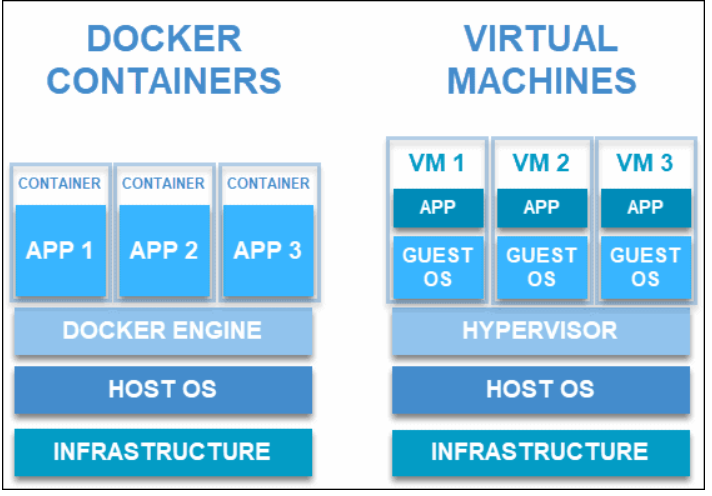 DOCKER
CONTAINERS
CONTAINER
APP 1
CONTAINER
APP 2
CONTAINER
APP 3
DOCKER ENGINE
HOST OS
INFRASTRUCTURE
VIRTUAL
MACHINES
VM 1
APP
GUEST
OS
VM 2
APP
GUEST
OS
VM 3
APP
GUEST
OS
HYPERVISOR
HOST OS
INFRASTRUCTURE